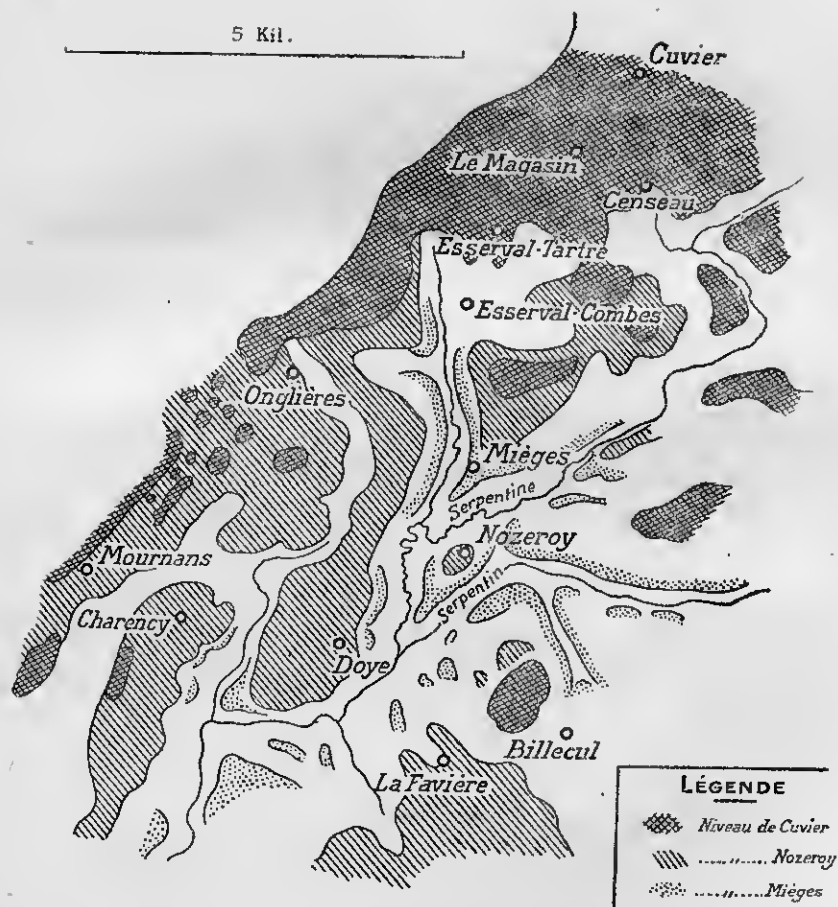 5 Kil.
Cuvier
Le Magasin
Censeau
Esserval-Tartre
Esserval-Combes
Onglières
Mièges
Serpentine
Nozeroy
Mournans
Serpentin
Charency
Doye
Billecul
La Favière
LÉGENDE
Niveau de Cuvier
..... „ ..... Nozeroy
..... „ ..... Mièges